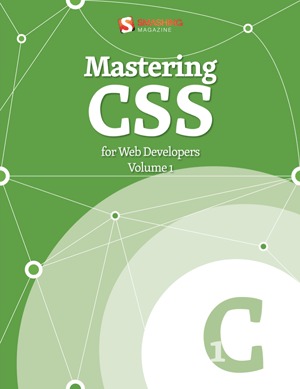 S
SMASHING
MAGAZINE
Mastering
CSS
for Web Developers
Volume 1
C
1